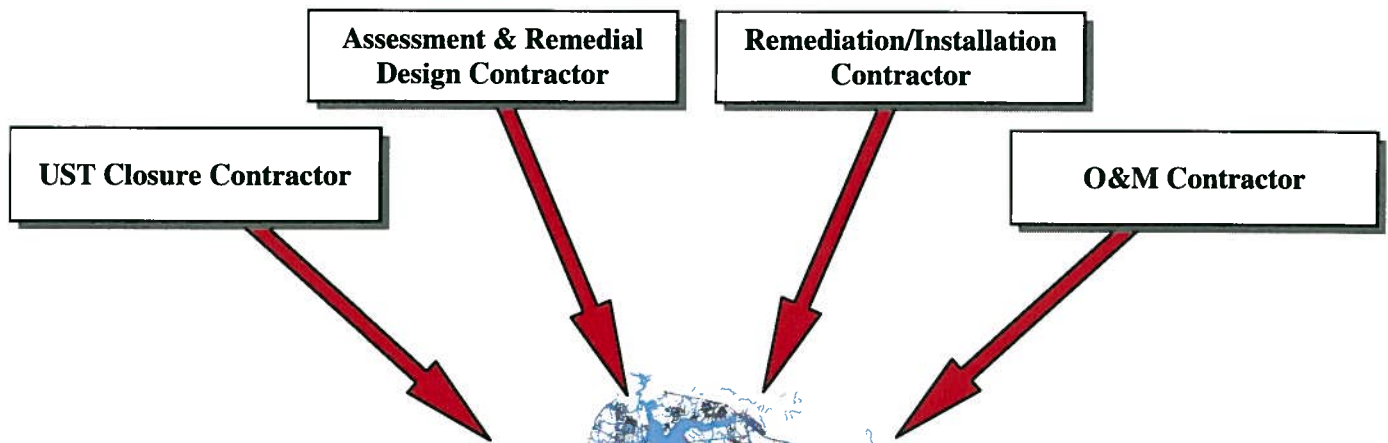 Assessment & Remedial
Design Contractor
Remediation/Installation
Contractor
UST Closure Contractor
O&M Contractor